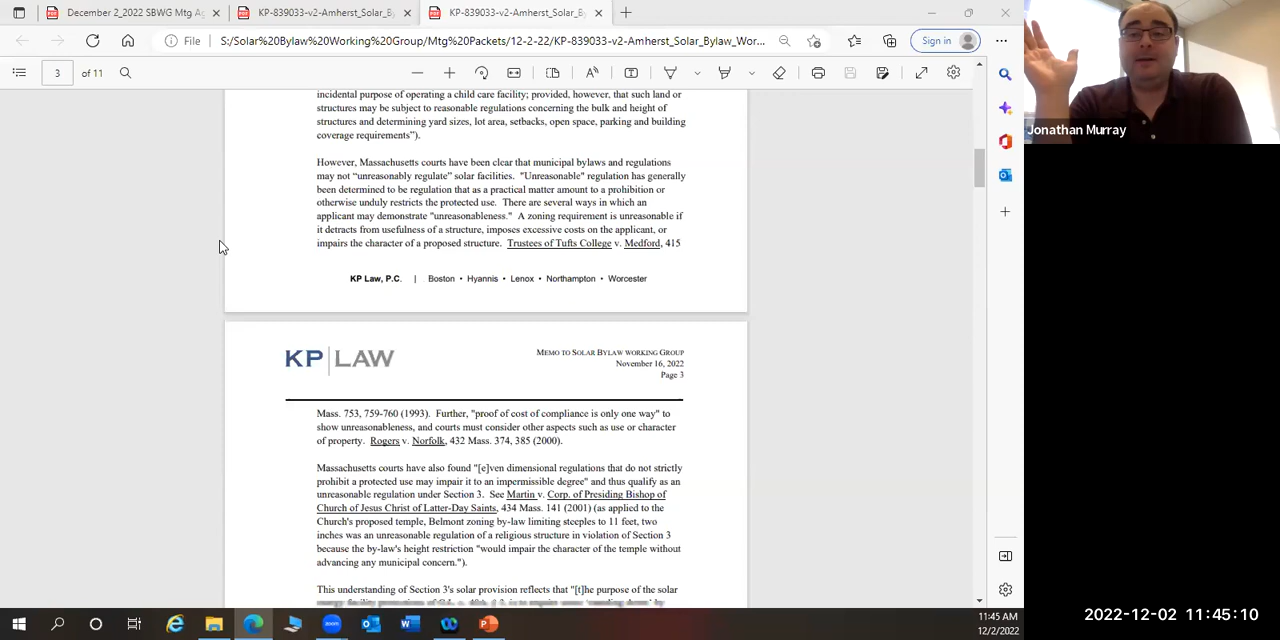 December 2_2022 SBWG Mtg Ag
KP-839033-v2-Amherst_Solar_By
KP-839033-v2-Amherst_Solar_By
File
S:/Solar%20Bylaw%20Working%20Group/Mtg%20Packets/12-2-22/KP-839033-v2-Amherst_Solar_Bylaw_Wor...
Sign in
3 of 11
incidental purpose of operating a child care facility; provided, however, that such land or
structures may be subject to reasonable regulations concerning the bulk and height of
structures and determining yard sizes, lot area, setbacks, open space, parking and building
coverage requirements").
However, Massachusetts courts have been clear that municipal bylaws and regulations
may not "unreasonably regulate" solar facilities. "Unreasonable" regulation has generally
been determined to be regulation that as a practical matter amount to a prohibition or
otherwise unduly restricts the protected use. There are several ways in which an
applicant may demonstrate "unreasonableness." A zoning requirement is unreasonable if
it detracts from usefulness of a structure, imposes excessive costs on the applicant, or
impairs the character of a proposed structure. Trustees of Tufts College v. Medford, 415
KP Law, P.C. | Boston • Hyannis • Lenox • Northampton • Worcester
KP LAW
MEMO TO SOLAR BYLAW WORKING GROUP
November 16, 2022
Page 3
Mass. 753, 759-760 (1993). Further, "proof of cost of compliance is only one way" to
show unreasonableness, and courts must consider other aspects such as use or character
of property. Rogers v. Norfolk, 432 Mass. 374, 385 (2000).
Massachusetts courts have also found "[e]ven dimensional regulations that do not strictly
prohibit a protected use may impair it to an impermissible degree" and thus qualify as an
unreasonable regulation under Section 3. See Martin v. Corp. of Presiding Bishop of
Church of Jesus Christ of Latter-Day Saints, 434 Mass. 141 (2001) (as applied to the
Church's proposed temple, Belmont zoning by-law limiting steeples to 11 feet, two
inches was an unreasonable regulation of a religious structure in violation of Section 3
because the by-law's height restriction "would impair the character of the temple without
advancing any municipal concern.").
This understanding of Section 3's solar provision reflects that "[t]he purpose of the solar
Jonathan Murray
11:45 AM
12/2/2022
2022-12-02 11:45:10